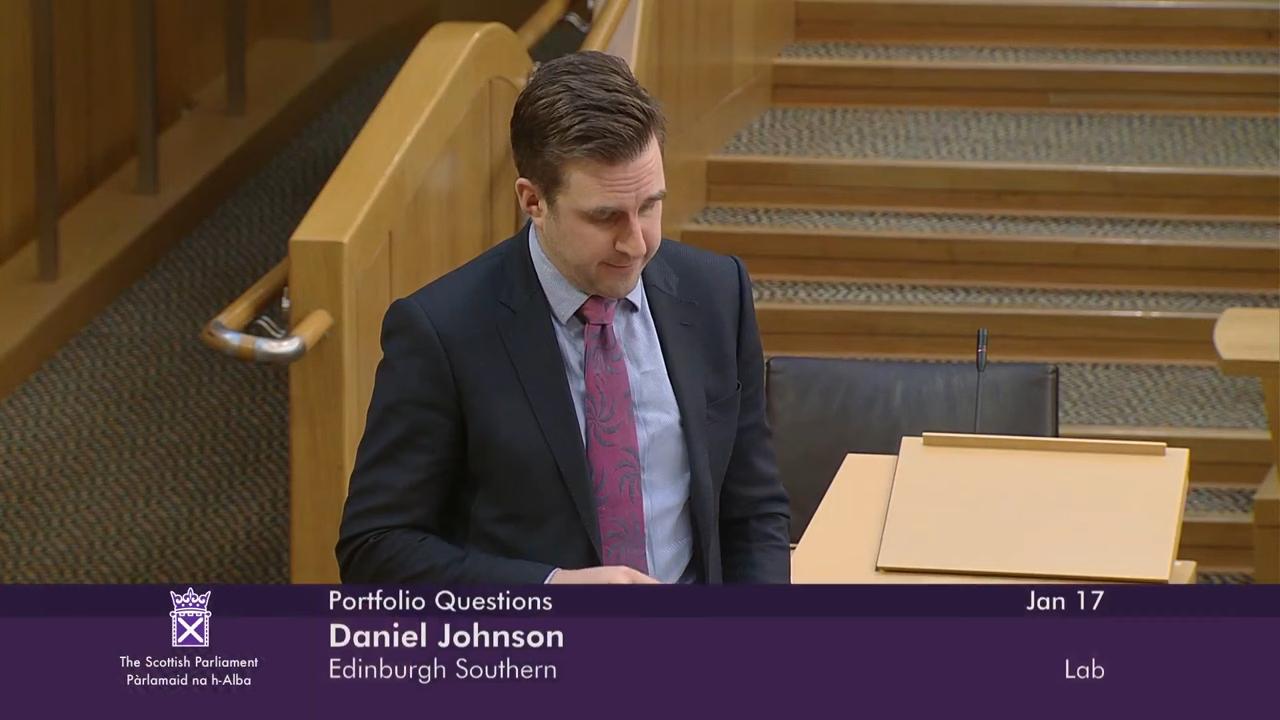 Portfolio Questions
Jan 17
Daniel Johnson
Edinburgh Southern
Lab
The Scottish Parliament
Pàrlamaid na h-Alba